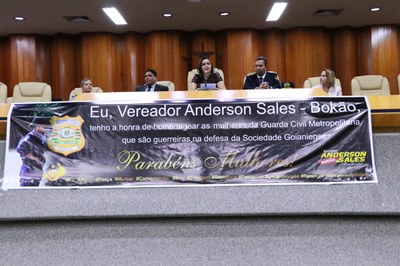 Eu, Vereador Anderson Sales - Bokão,
tenho a honra de homenagear as mulheres da Guarda Civil Metropolitana,
que são guerreiras na defesa da Sociedade Goianiense.
Parabéns Mulheres!
ANDERSON
SALES